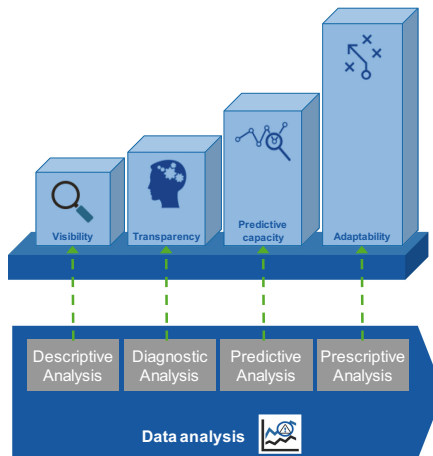 Visibility
Transparency
Predictive
capacity
Adaptability
Descriptive
Analysis
Diagnostic
Analysis
Predictive
Analysis
Prescriptive
Analysis
Data analysis